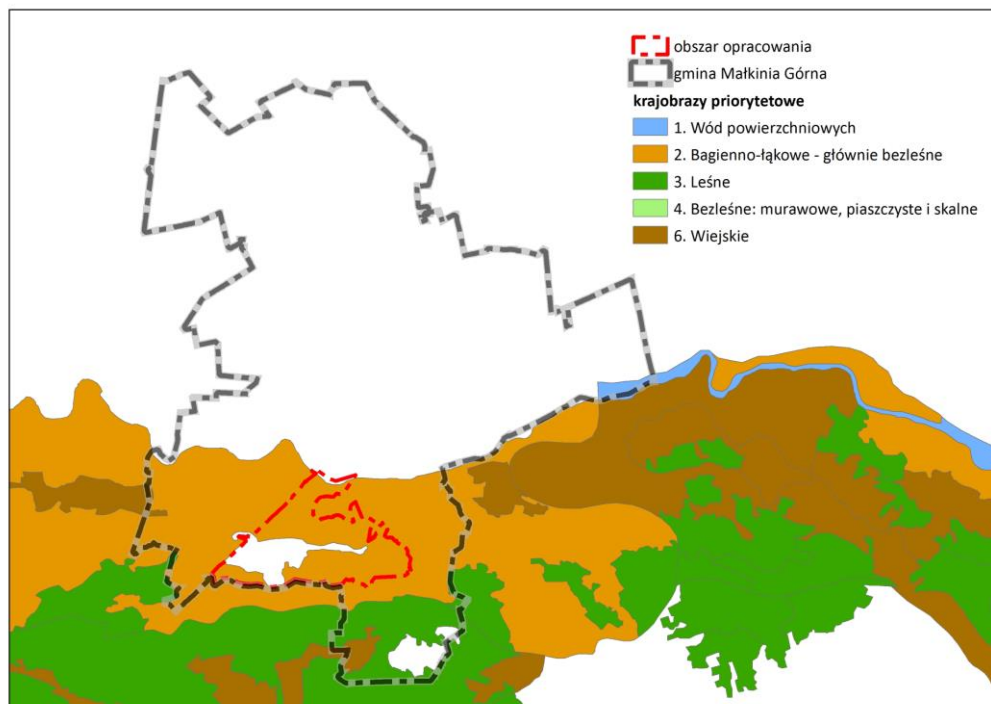 obszar opracowania
gmina Małkinia Górna
krajobrazy priorytetowe
1. Wód powierzchniowych
2. Bagienno-łąkowe - głównie bezleśne
3. Leśne
4. Bezleśne: murawowe, piaszczyste i skalne
6. Wiejskie